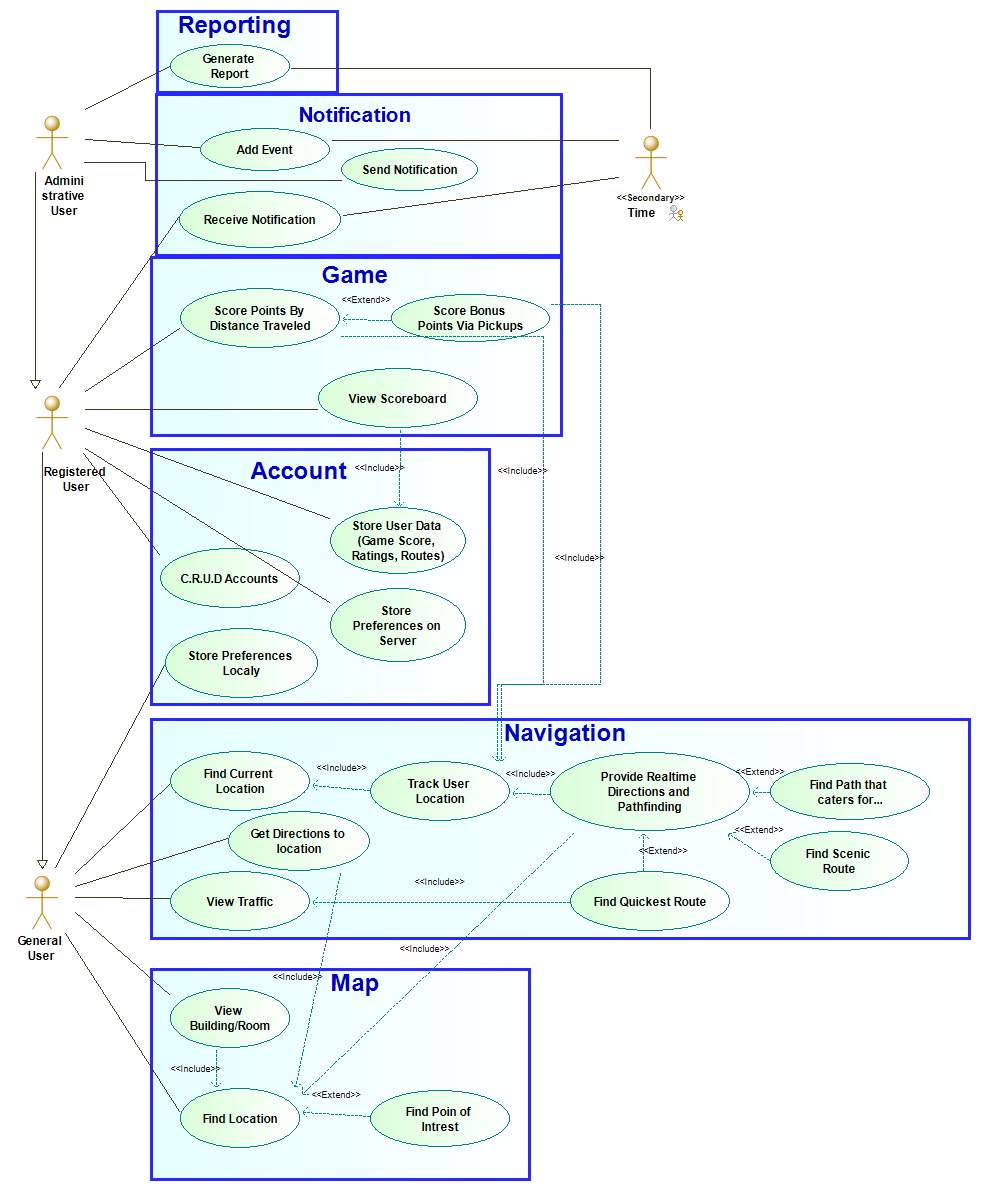 Reporting
Generate
Report
Notification
Add Event
Send Notification
Receive Notification
Admini
strative
User
<<Secondary>>
Time
Game
Score Points By
Distance Traveled
<<Extend>>
Score Bonus
Points Via Pickups
View Scoreboard
Registered
User
Account
<<Include>>
<<Include>>
Store User Data
(Game Score,
Ratings, Routes)
<<Include>>
C.R.U.D Accounts
Store
Preferences on
Server
Store Preferences
Localy
Navigation
Find Current
Location
<<Include>>
Track User
Location
<<Include>>
Provide Realtime
Directions and
Pathfinding
<<Extend>>
Find Path that
caters for...
Get Directions to
location
<<Extend>>
<<Extend>>
Find Scenic
Route
View Traffic
<<Include>>
Find Quickest Route
General
User
<<Include>>
<<Include>>
Map
View
Building/Room
<<Include>>
Find Location
<<Extend>>
Find Poin of
Intrest